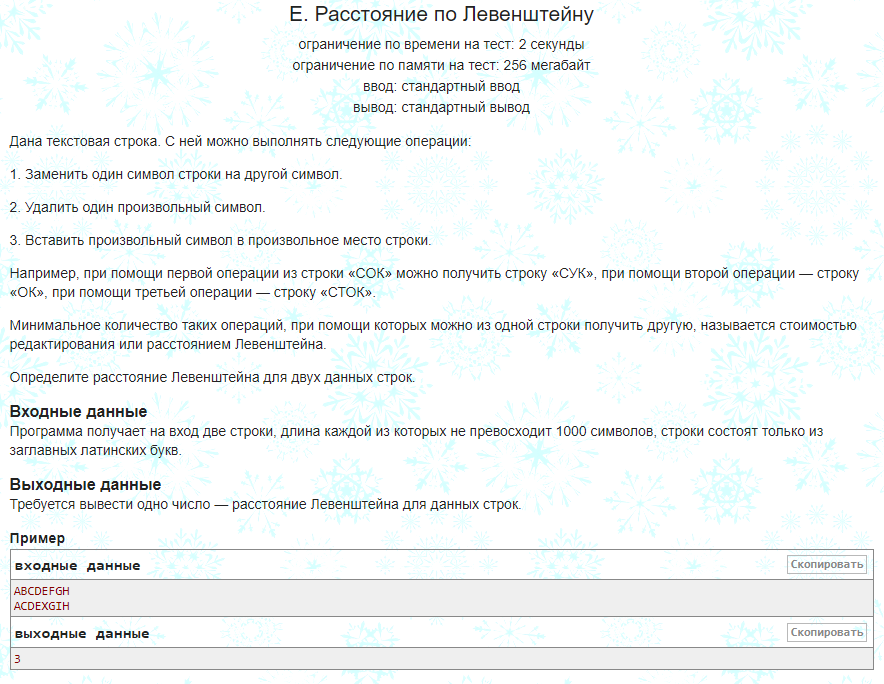 E. Расстояние по Левенштейну
ограничение по времени на тест: 2 секунды
ограничение по памяти на тест: 256 мегабайт
ввод: стандартный ввод
вывод: стандартный вывод
Дана текстовая строка. С ней можно выполнять следующие операции:
1. Заменить один символ строки на другой символ.
2. Удалить один произвольный символ.
3. Вставить произвольный символ в произвольное место строки.
Например, при помощи первой операции из строки «СОК» можно получить строку «СУК», при помощи второй операции — строку
«ОК», при помощи третьей операции — строку «СТОК».
Минимальное количество таких операций, при помощи которых можно из одной строки получить другую, называется стоимостью
редактирования или расстоянием Левенштейна.
Определите расстояние Левенштейна для двух данных строк.
Входные данные
Программа получает на вход две строки, длина каждой из которых не превосходит 1000 символов, строки состоят только из
заглавных латинских букв.
Выходные данные
Требуется вывести одно число — расстояние Левенштейна для данных строк.
Пример
входные данные Скопировать
ABCDEFGH
ACDEXGIH
выходные данные Скопировать
3